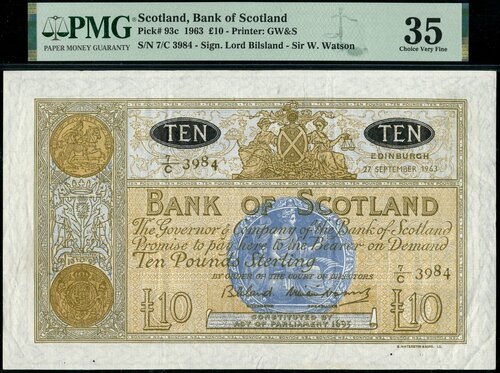 PMG
PAPER MONEY GUARANTY
Scotland, Bank of Scotland
Pick# 93c 1963 £10 - Printer: GW&S
S/N 7/C 3984 - Sign. Lord Bilsland - Sir W. Watson
35
Choice Very Fine
TEN
TEN
7/C 3984
EDINBURGH
27 SEPTEMBER 1963
BANK OF SCOTLAND
The Governor & Company of the Bank of Scotland
Promise to pay here to the Bearer on Demand
Ten Pounds Sterling
BY ORDER OF THE COURT OF DIRECTORS
7/C 3984
£10
£10
CONSTITUTED BY
ACT OF PARLIAMENT 1695